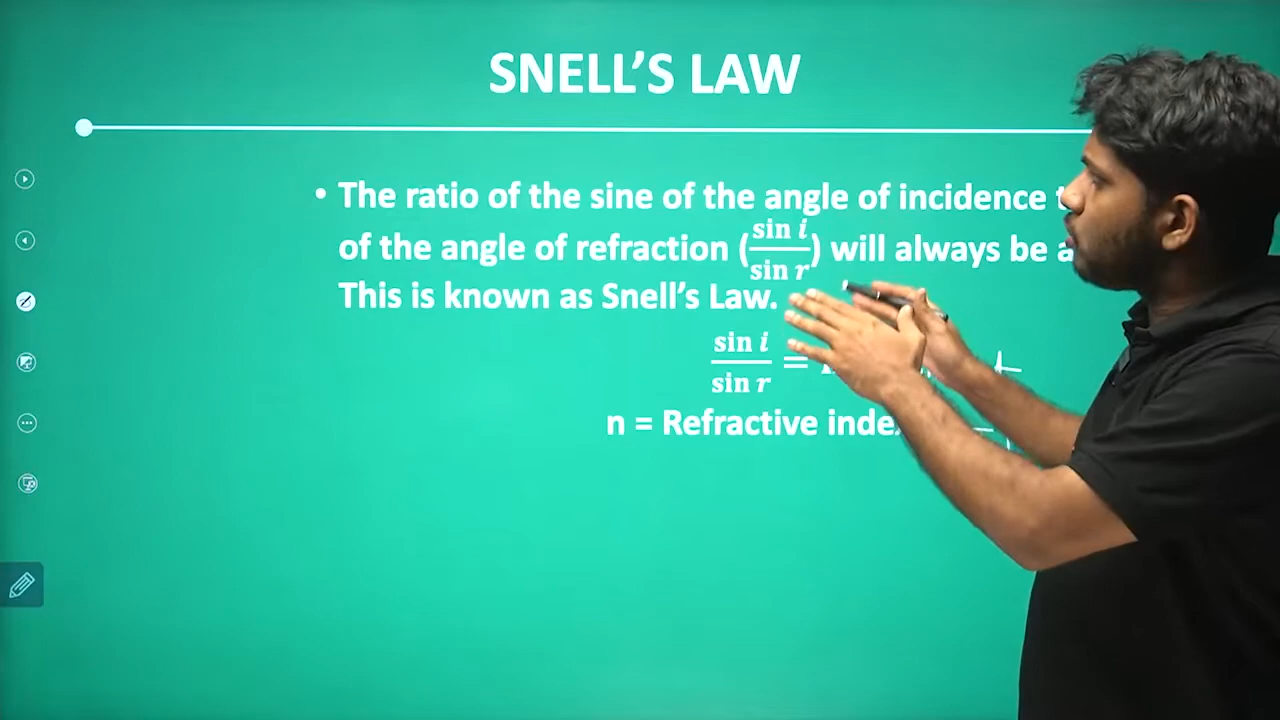 SNELL'S LAW
• The ratio of the sine of the angle of incidence
of the angle of refraction (sin i / sin r) will always be a
This is known as Snell's Law.
sin i / sin r =
n = Refractive